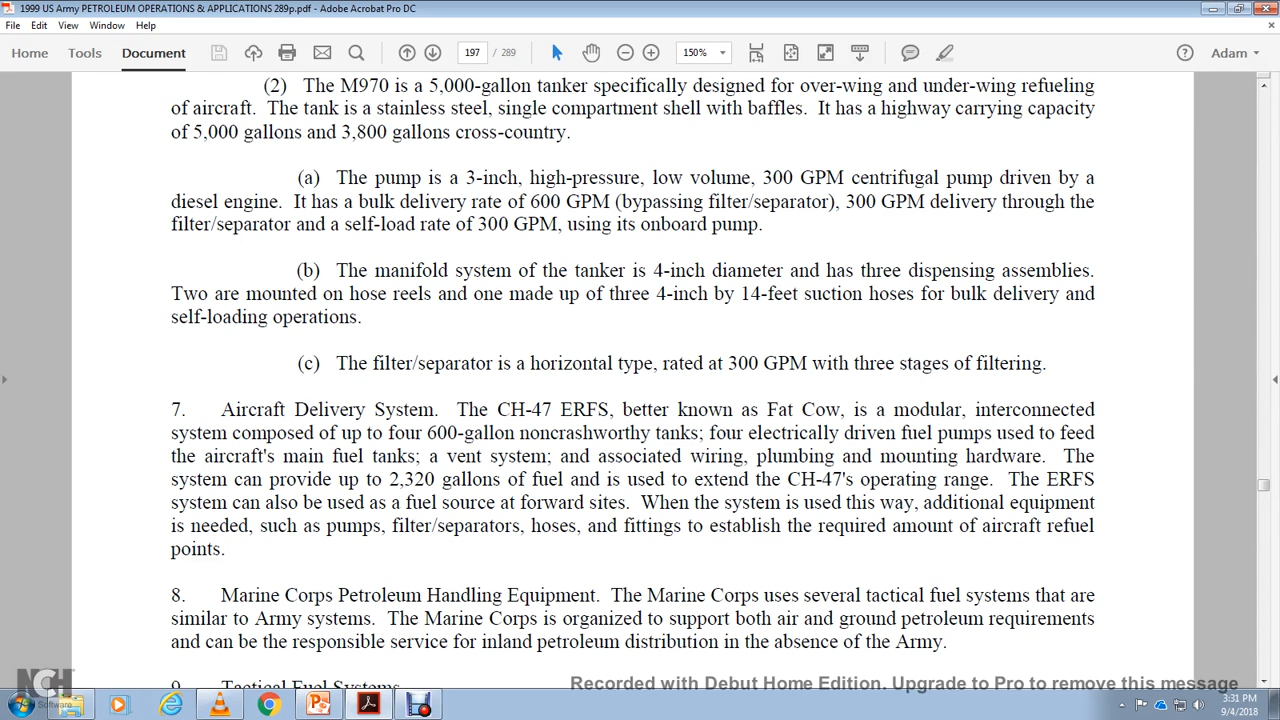 1999 US Army PETROLEUM OPERATIONS & APPLICATIONS 289p.pdf - Adobe Acrobat Pro DC
File Edit View Window Help
Home Tools Document 197 / 289 150% Adam
(2) The M970 is a 5,000-gallon tanker specifically designed for over-wing and under-wing refueling
of aircraft. The tank is a stainless steel, single compartment shell with baffles. It has a highway carrying capacity
of 5,000 gallons and 3,800 gallons cross-country.
(a) The pump is a 3-inch, high-pressure, low volume, 300 GPM centrifugal pump driven by a
diesel engine. It has a bulk delivery rate of 600 GPM (bypassing filter/separator), 300 GPM delivery through the
filter/separator and a self-load rate of 300 GPM, using its onboard pump.
(b) The manifold system of the tanker is 4-inch diameter and has three dispensing assemblies.
Two are mounted on hose reels and one made up of three 4-inch by 14-feet suction hoses for bulk delivery and
self-loading operations.
(c) The filter/separator is a horizontal type, rated at 300 GPM with three stages of filtering.
7. Aircraft Delivery System. The CH-47 ERFS, better known as Fat Cow, is a modular, interconnected
system composed of up to four 600-gallon noncrashworthy tanks; four electrically driven fuel pumps used to feed
the aircraft's main fuel tanks; a vent system; and associated wiring, plumbing and mounting hardware. The
system can provide up to 2,320 gallons of fuel and is used to extend the CH-47's operating range. The ERFS
system can also be used as a fuel source at forward sites. When the system is used this way, additional equipment
is needed, such as pumps, filter/separators, hoses, and fittings to establish the required amount of aircraft refuel
points.
8. Marine Corps Petroleum Handling Equipment. The Marine Corps uses several tactical fuel systems that are
similar to Army systems. The Marine Corps is organized to support both air and ground petroleum requirements
and can be the responsible service for inland petroleum distribution in the absence of the Army.
9. Tactical Fuel Systems
Recorded with Debut Home Edition. Upgrade to Pro to remove this message
NCH Software
3:31 PM
9/4/2018